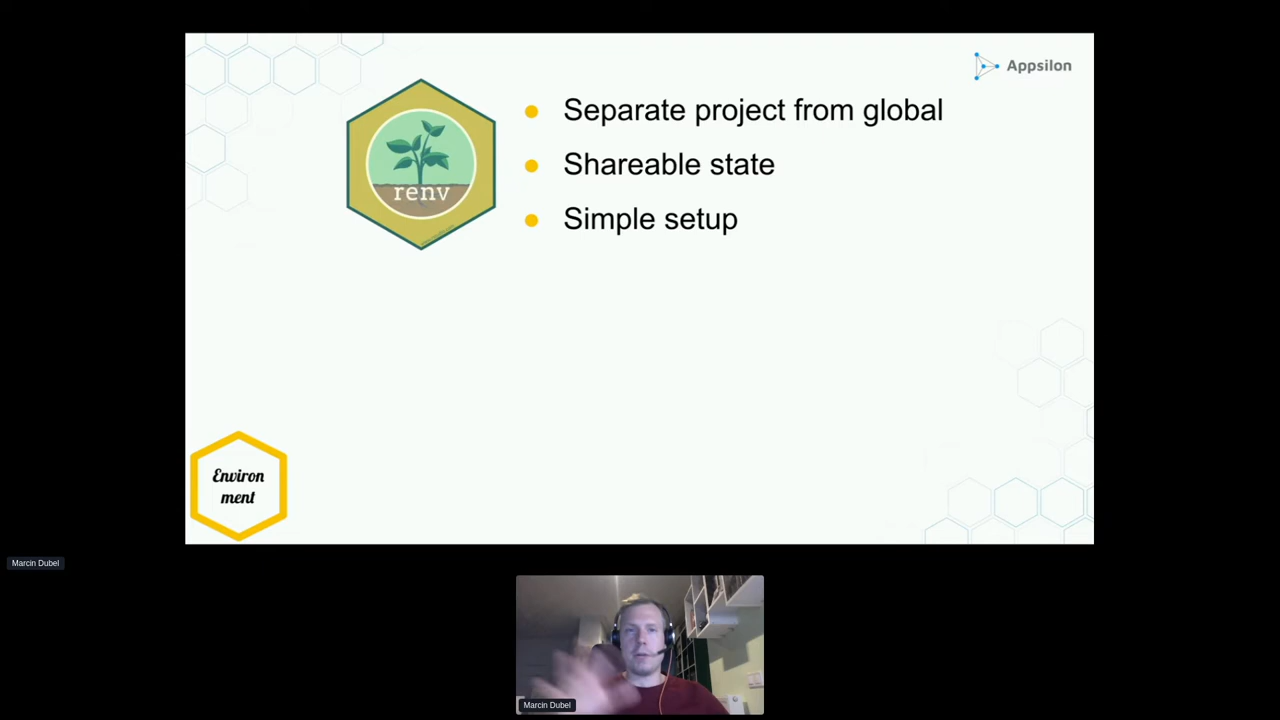 Appsilon
Separate project from global
Shareable state
Simple setup
renv
Environ
ment
Marcin Dubel
Marcin Dubel